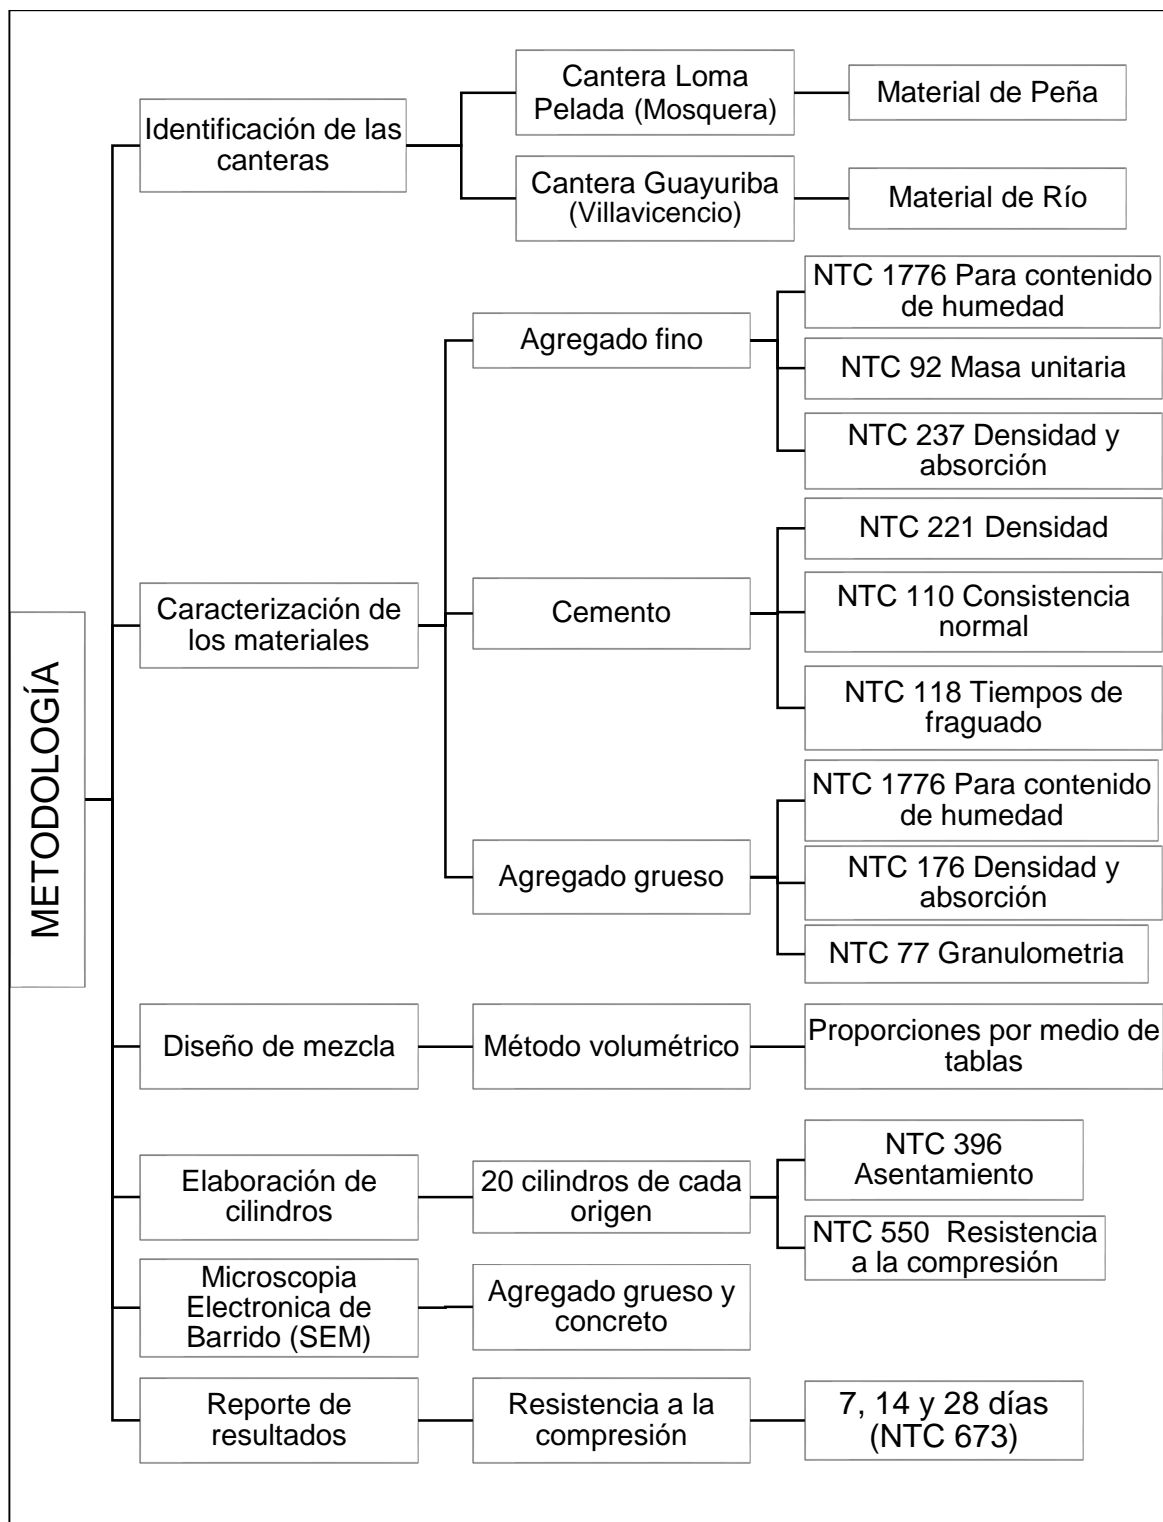 METODOLOGÍA
Identificación de las
canteras
Cantera Loma
Pelada (Mosquera)
Material de Peña
Cantera Guayuriba
(Villavicencio)
Material de Río
Caracterización de
los materiales
Agregado fino
NTC 1776 Para contenido
de humedad
NTC 92 Masa unitaria
NTC 237 Densidad y
absorción
Cemento
NTC 221 Densidad
NTC 110 Consistencia
normal
NTC 118 Tiempos de
fraguado
Agregado grueso
NTC 1776 Para contenido
de humedad
NTC 176 Densidad y
absorción
NTC 77 Granulometria
Diseño de mezcla
Método volumétrico
Proporciones por medio de
tablas
Elaboración de
cilindros
20 cilindros de cada
origen
NTC 396
Asentamiento
NTC 550  Resistencia
a la compresión
Microscopia
Electronica de
Barrido (SEM)
Agregado grueso y
concreto
Reporte de
resultados
Resistencia a la
compresión
7, 14 y 28 días
(NTC 673)